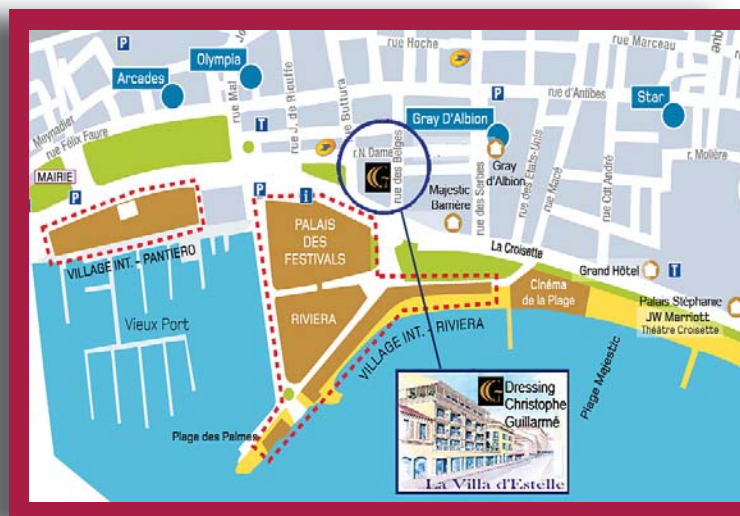 P
rue Hoche
rue Marceau
Olympia
Arcades
rue d'Antibes
Star
rue Mal
rue J. de Riouffe
rue Buttura
P
Gray D'Albion
P
Meynadier
rue Félix Faure
T
r.N. Dame
rue des Belges
Gray
d'Albion
rue des Serbes
rue des Etats-Unis
rue Macé
rue Cdt André
r. Molière
MAIRIE
P
P
i
G
Majestic
Barrière
PALAIS
DES
FESTIVALS
La Croisette
VILLAGE INT. - PANTIERO
Grand Hôtel
T
Cinéma
de la Plage
Palais Stéphanie
JW Marriott
Théâtre Croisette
RIVIERA
Vieux Port
VILLAGE INT. - RIVIERA
Plage Majestic
Plage des Palmes
G
Dressing
Christophe
Guillarmé
La Villa d'Estelle